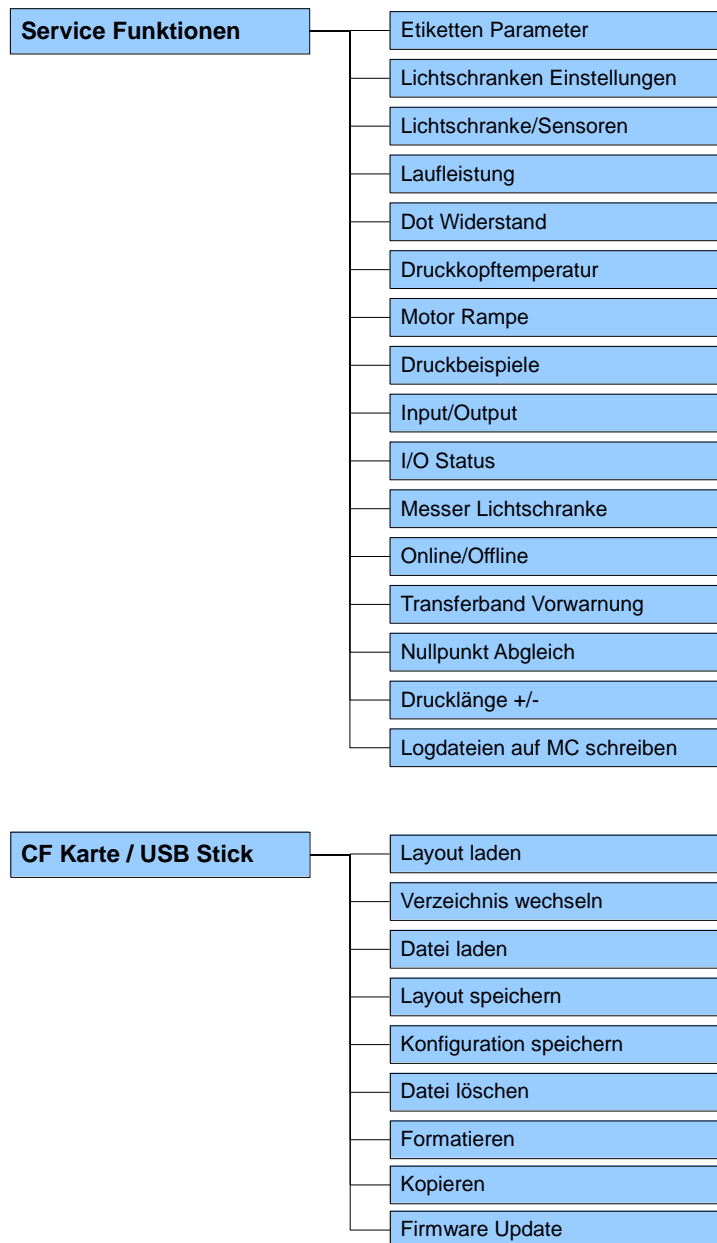 Service Funktionen
Etiketten Parameter
Lichtschranken Einstellungen
Lichtschranke/Sensoren
Laufleistung
Dot Widerstand
Druckkopftemperatur
Motor Rampe
Druckbeispiele
Input/Output
I/O Status
Messer Lichtschranke
Online/Offline
Transferband Vorwarnung
Nullpunkt Abgleich
Drucklänge +/-
Logdateien auf MC schreiben
CF Karte / USB Stick
Layout laden
Verzeichnis wechseln
Datei laden
Layout speichern
Konfiguration speichern
Datei löschen
Formatieren
Kopieren
Firmware Update